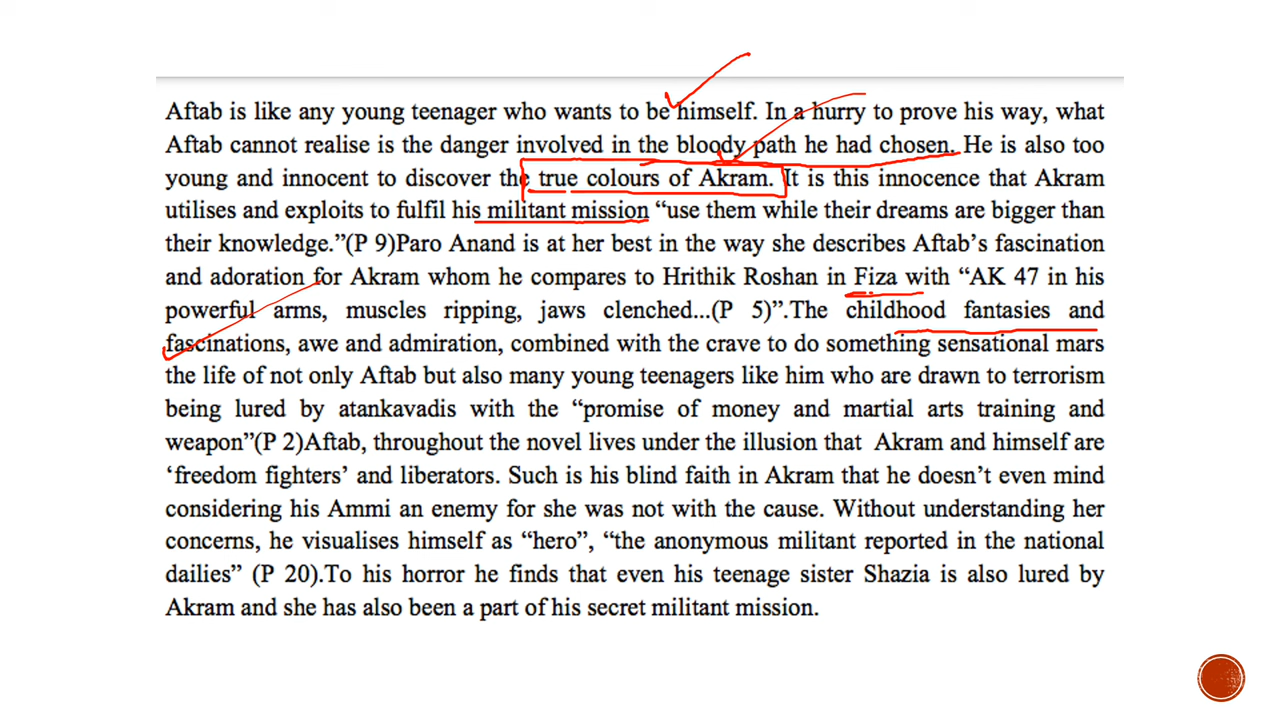 Aftab is like any young teenager who wants to be himself. In a hurry to prove his way, what
Aftab cannot realise is the danger involved in the bloody path he had chosen. He is also too
young and innocent to discover the true colours of Akram. It is this innocence that Akram
utilises and exploits to fulfil his militant mission “use them while their dreams are bigger than
their knowledge.”(P 9)Paro Anand is at her best in the way she describes Aftab’s fascination
and adoration for Akram whom he compares to Hrithik Roshan in Fiza with “AK 47 in his
powerful arms, muscles ripping, jaws clenched...(P 5)”.The childhood fantasies and
fascinations, awe and admiration, combined with the crave to do something sensational mars
the life of not only Aftab but also many young teenagers like him who are drawn to terrorism
being lured by atankavadis with the “promise of money and martial arts training and
weapon”(P 2)Aftab, throughout the novel lives under the illusion that Akram and himself are
‘freedom fighters’ and liberators. Such is his blind faith in Akram that he doesn’t even mind
considering his Ammi an enemy for she was not with the cause. Without understanding her
concerns, he visualises himself as “hero”, “the anonymous militant reported in the national
dailies” (P 20).To his horror he finds that even his teenage sister Shazia is also lured by
Akram and she has also been a part of his secret militant mission.